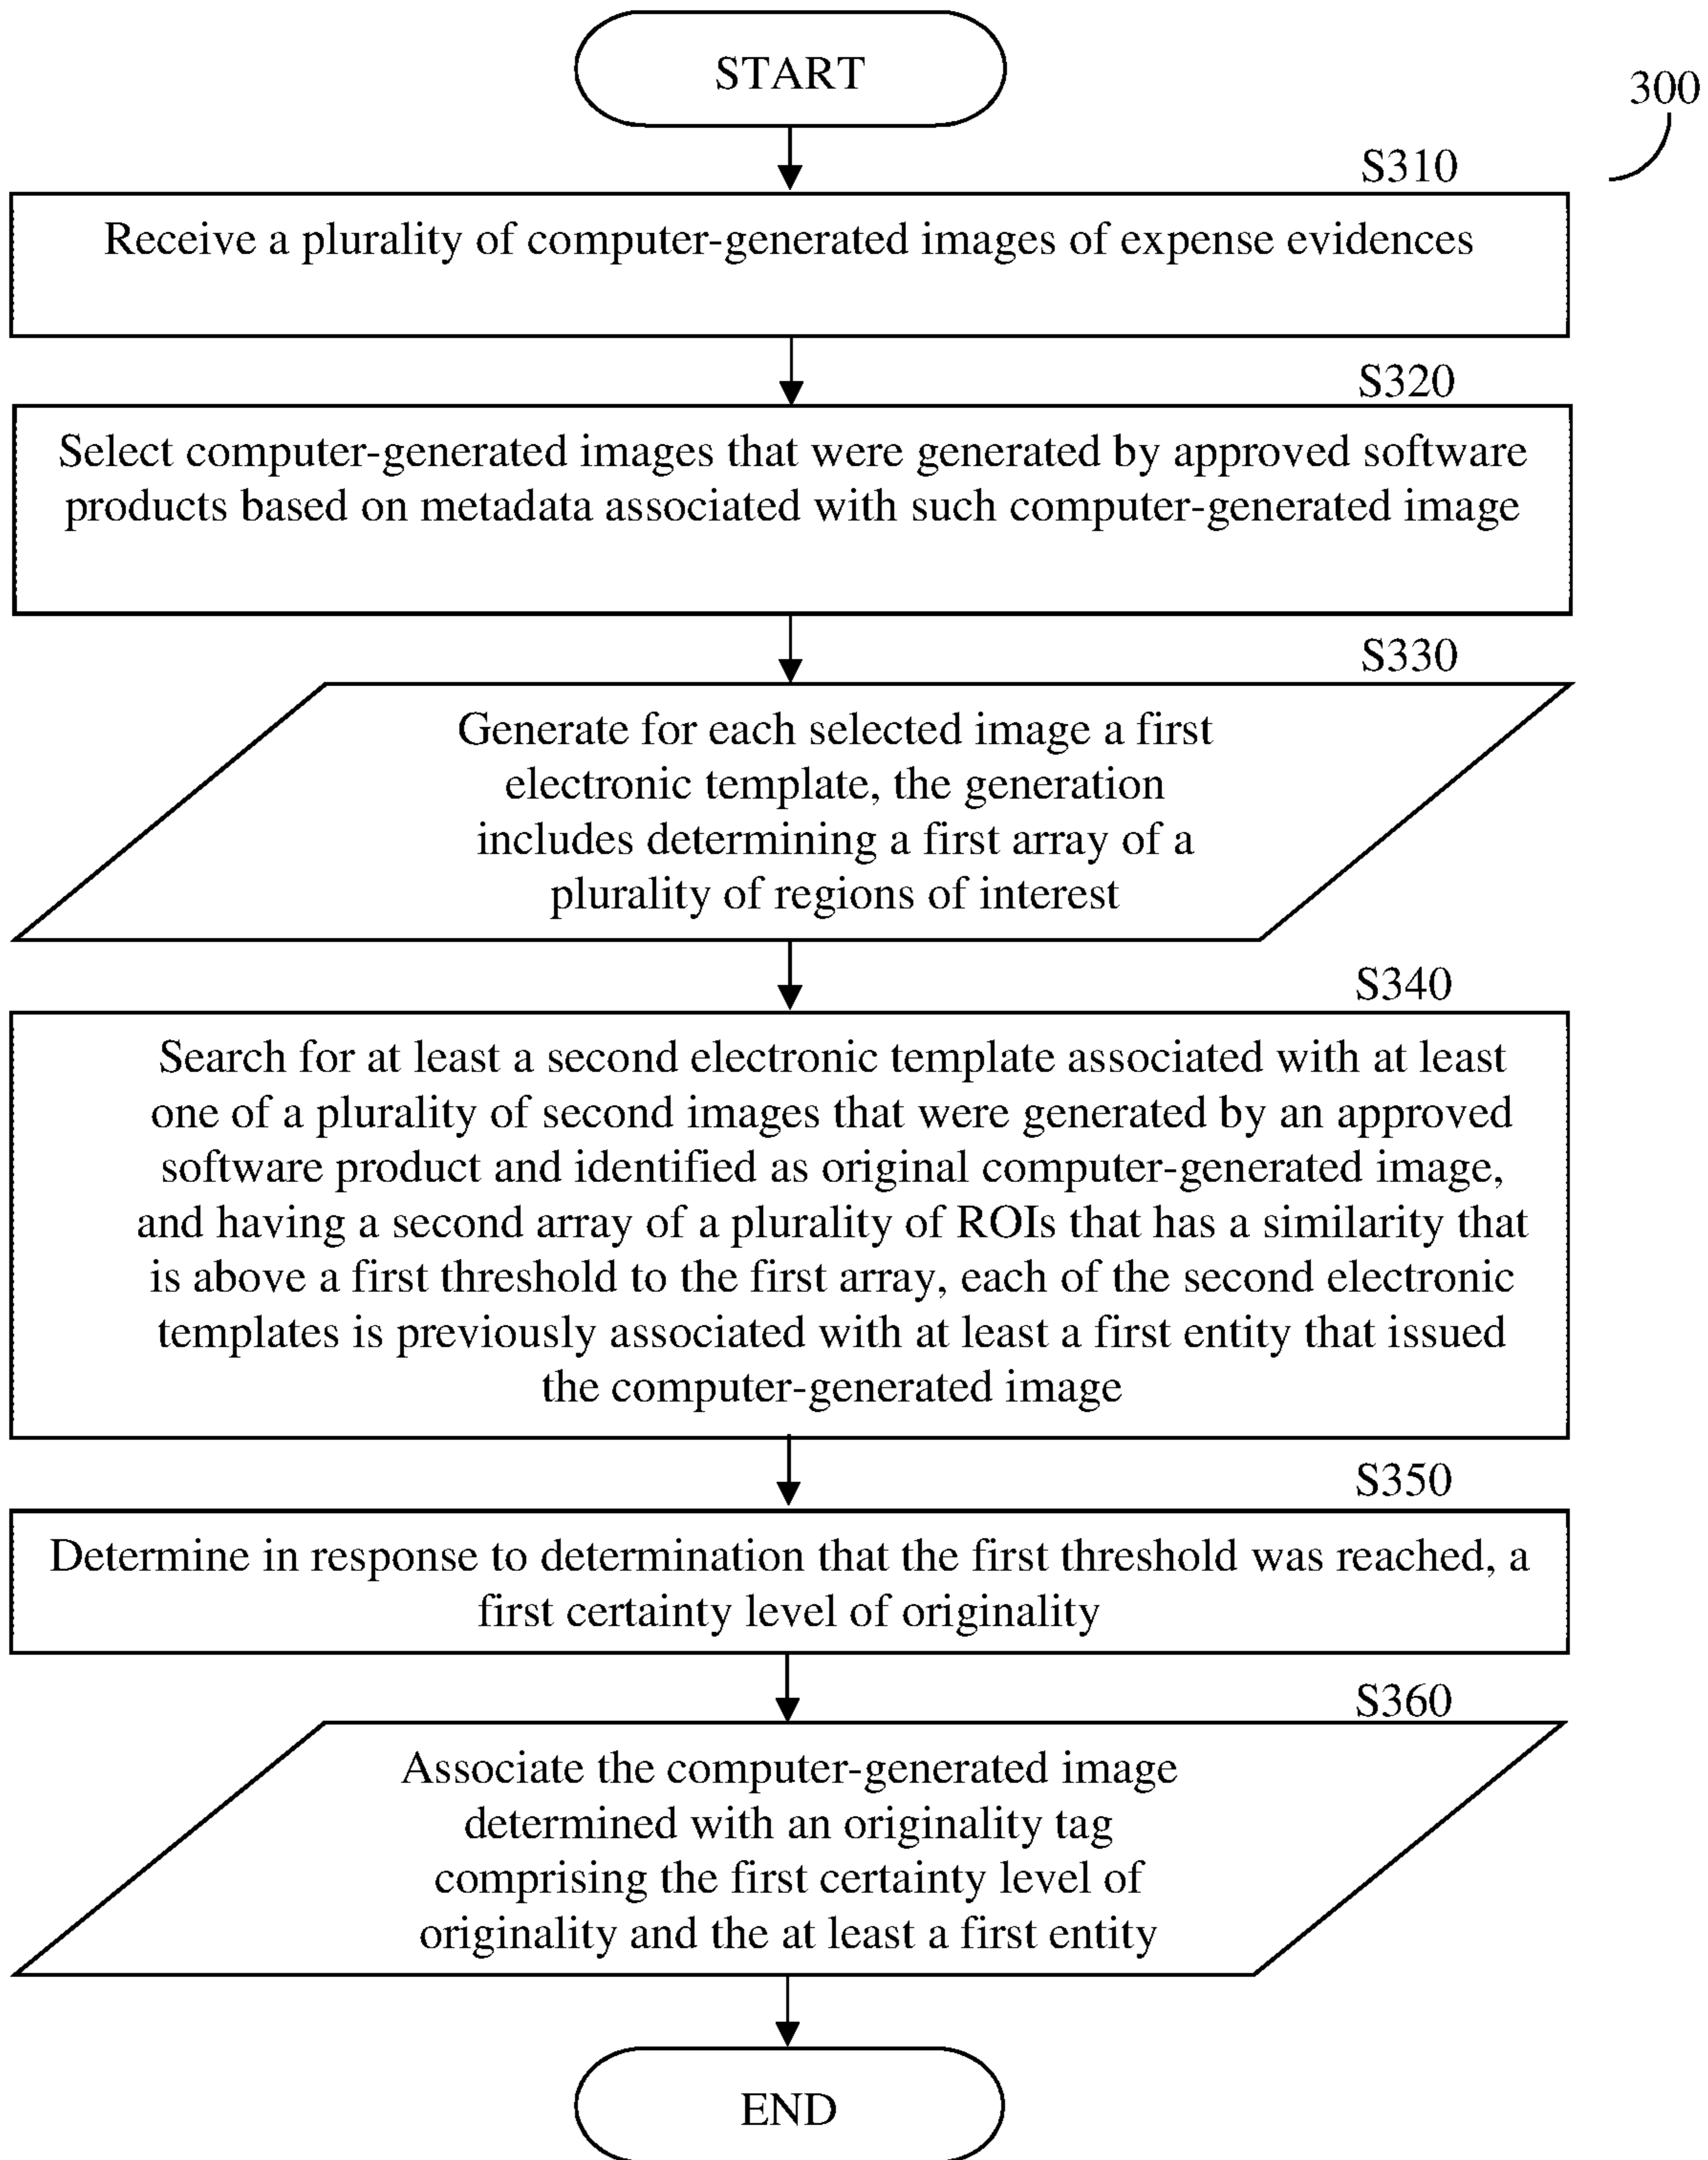 START
300
S310
Receive a plurality of computer-generated images of expense evidences
S320
Select computer-generated images that were generated by approved software
products based on metadata associated with such computer-generated image
S330
Generate for each selected image a first
electronic template, the generation
includes determining a first array of a
plurality of regions of interest
S340
Search for at least a second electronic template associated with at least
one of a plurality of second images that were generated by an approved
software product and identified as original computer-generated image,
and having a second array of a plurality of ROIs that has a similarity that
is above a first threshold to the first array, each of the second electronic
templates is previously associated with at least a first entity that issued
the computer-generated image
S350
Determine in response to determination that the first threshold was reached, a
first certainty level of originality
S360
Associate the computer-generated image
determined with an originality tag
comprising the first certainty level of
originality and the at least a first entity
END